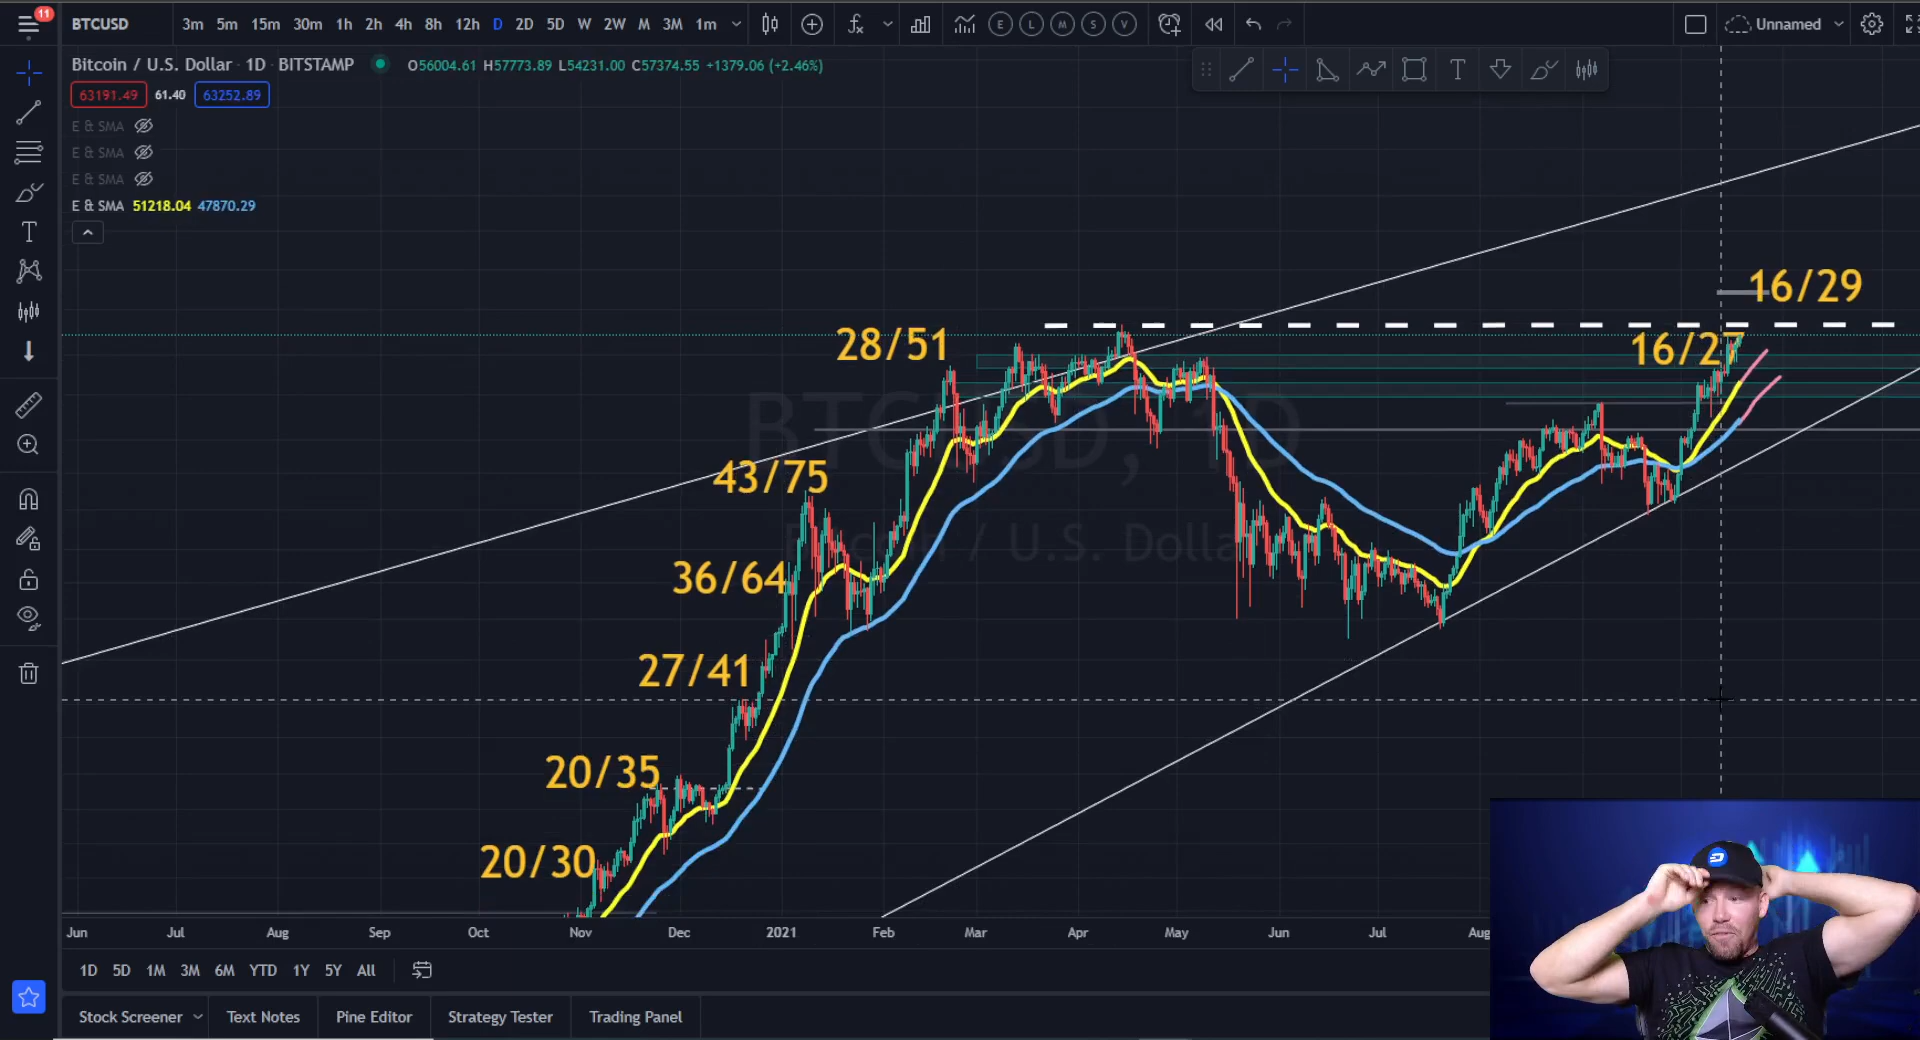 11
BTCUSD 3m 5m 15m 30m 1h 2h 4h 8h 12h D 2D 5D W 2W M 3M 1m E L M S V Unnamed
Bitcoin / U.S. Dollar · 1D · BITSTAMP O56004.61 H57773.89 L54231.00 C57374.55 +1379.06 (+2.46%)
63191.49 61.40 63252.89
E & SMA
E & SMA
E & SMA
E & SMA 51218.04 47870.29
16/29
28/51
16/27
BTCUSD, 1D
43/75
Bitcoin / U.S. Dolla
36/64
27/41
20/35
20/30
Jun Jul Aug Sep Oct Nov Dec 2021 Feb Mar Apr May Jun Jul Aug
1D 5D 1M 3M 6M YTD 1Y 5Y All
Stock Screener Text Notes Pine Editor Strategy Tester Trading Panel